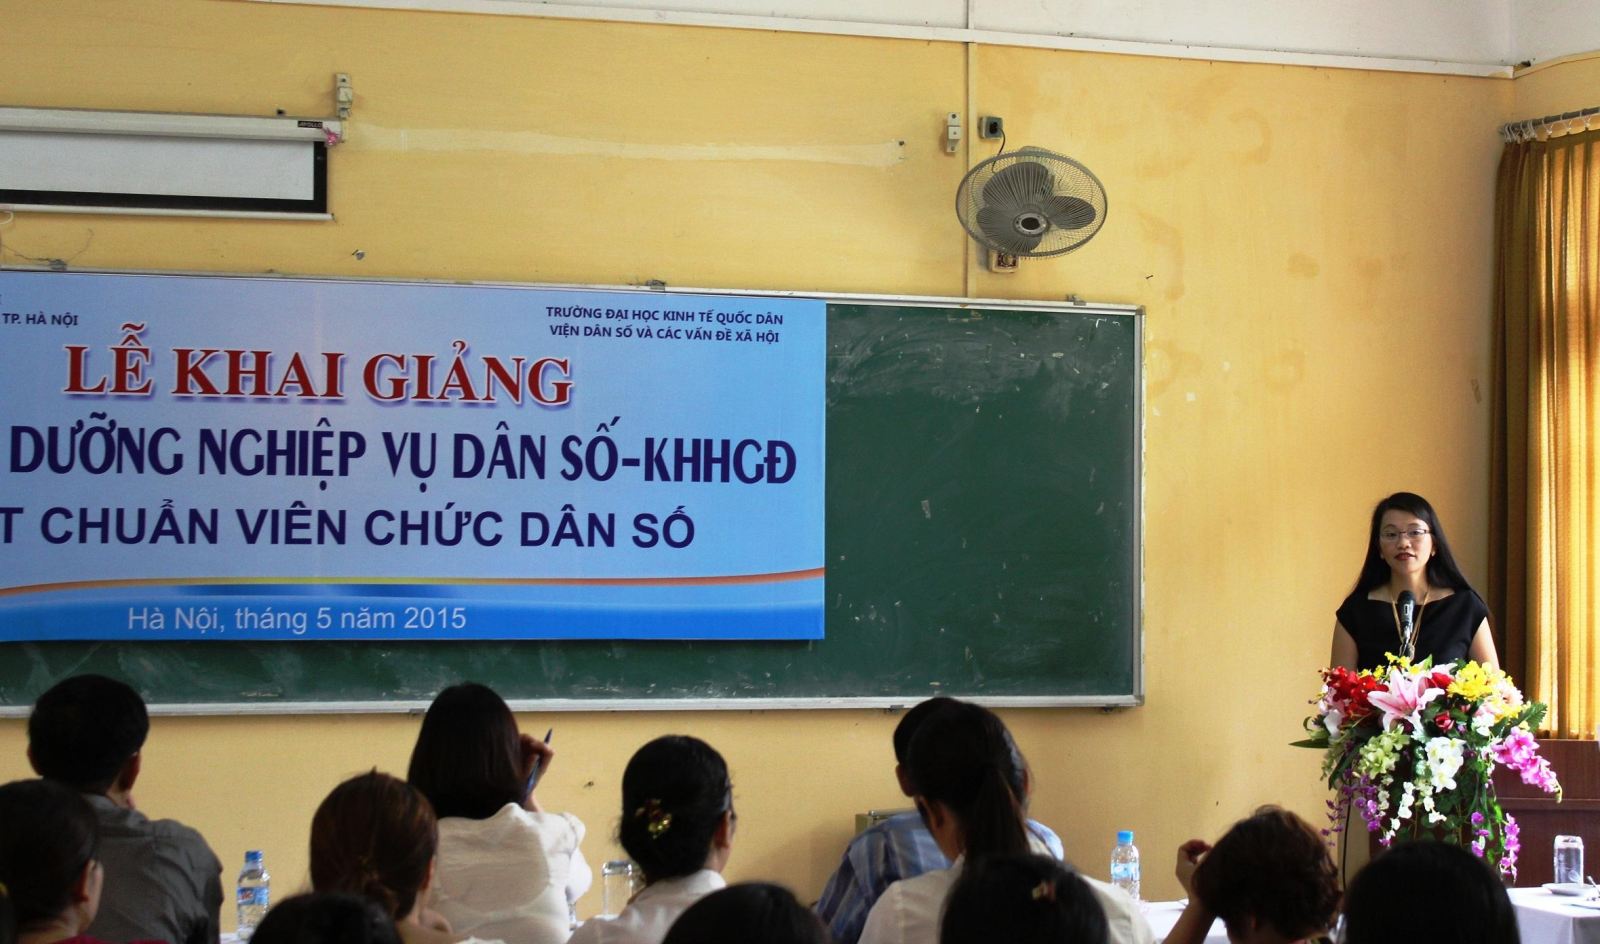 APOLLO
TP. HÀ NỘI
TRƯỜNG ĐẠI HỌC KINH TẾ QUỐC DÂN
VIỆN DÂN SỐ VÀ CÁC VẤN ĐỀ XÃ HỘI
LỄ KHAI GIẢNG
DƯỠNG NGHIỆP VỤ DÂN SỐ-KHHGĐ
T CHUẨN VIÊN CHỨC DÂN SỐ
Hà Nội, tháng 5 năm 2015